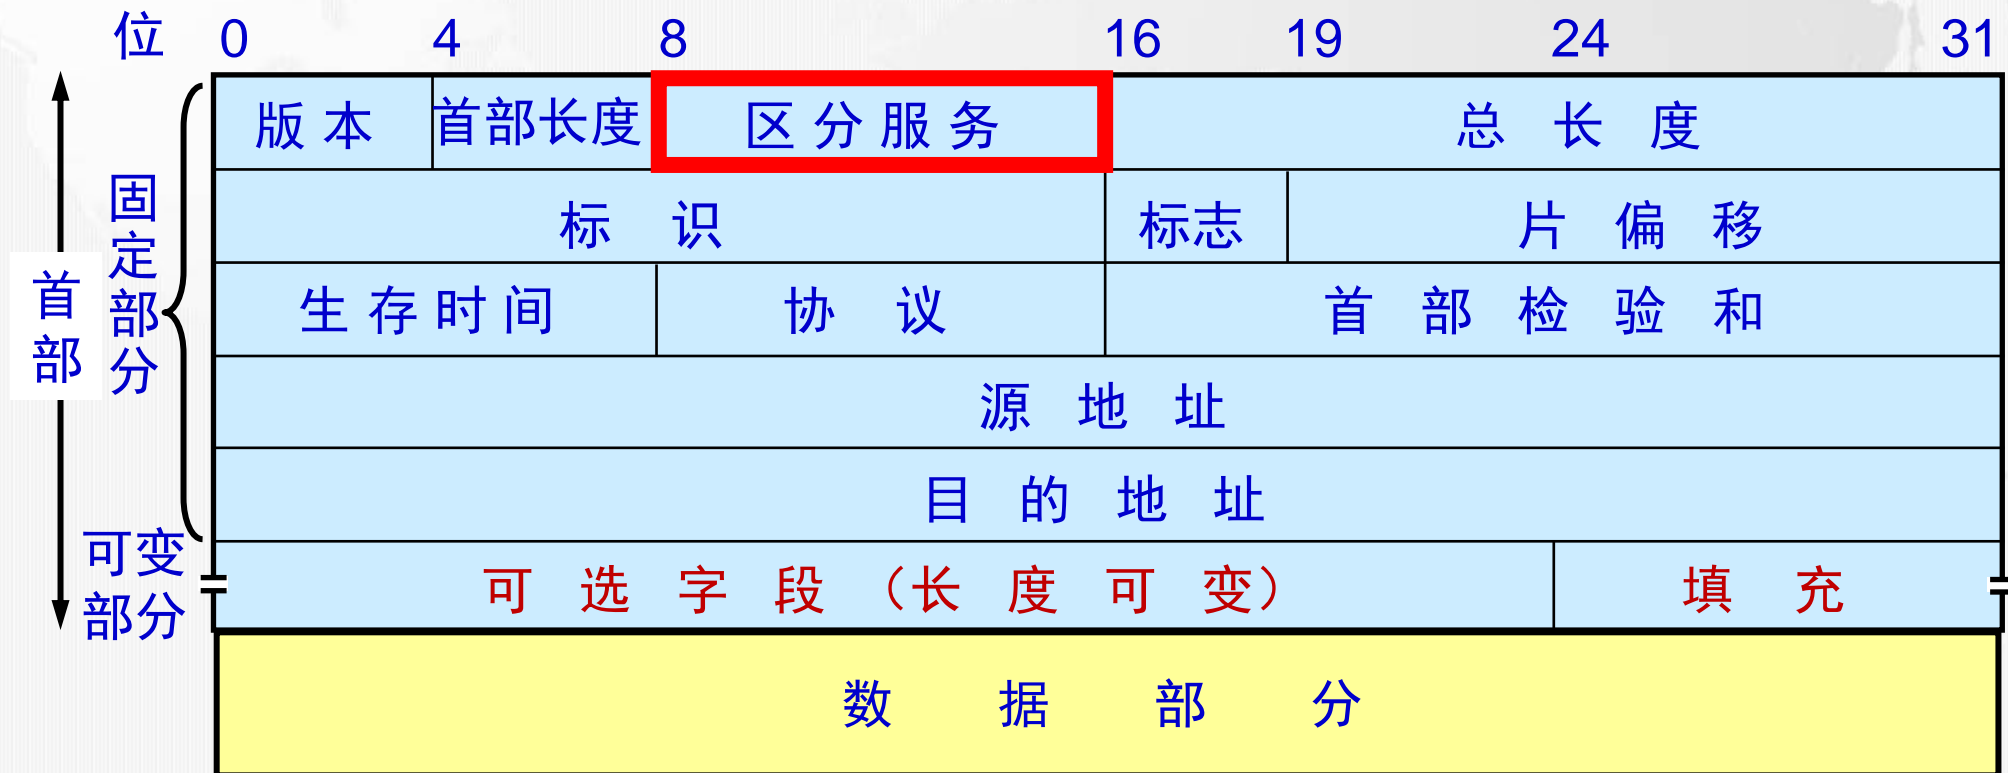 位 0 4 8 16 19 24 31
版本 首部长度 区分服务 总长度
标识 标志 片偏移
生存时间 协议 首部检验和
源地址
目的地址
可选字段（长度可变） 填充
数据部分
首部
固定部分
可变
部分